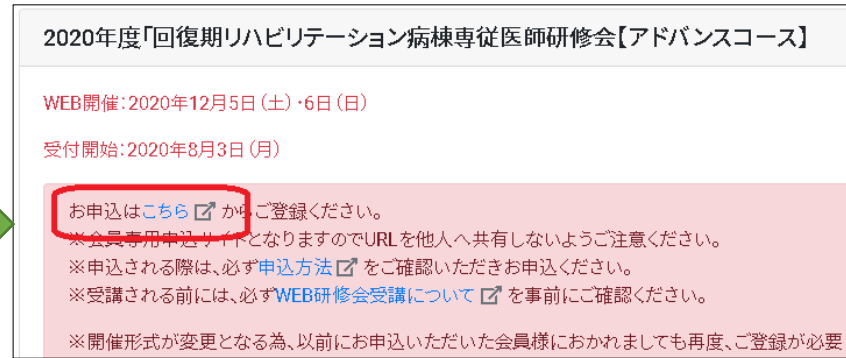 2020年度「回復期リハビリテーション病棟専従医師研修会【アドバンスコース】
WEB開催：2020年12月5日（土）・6日（日）
受付開始：2020年8月3日（月）
お申込はこちら からご登録ください。
※会員専用申込サイトとなりますのでURLを他人へ共有しないようご注意ください。
※申込される際は、必ず申込方法 をご確認いただきお申込ください。
※受講される前には、必ずWEB研修会受講について を事前にご確認ください。
※開催形式が変更となる為、以前にお申込いただいた会員様におかれましても再度、ご登録が必要